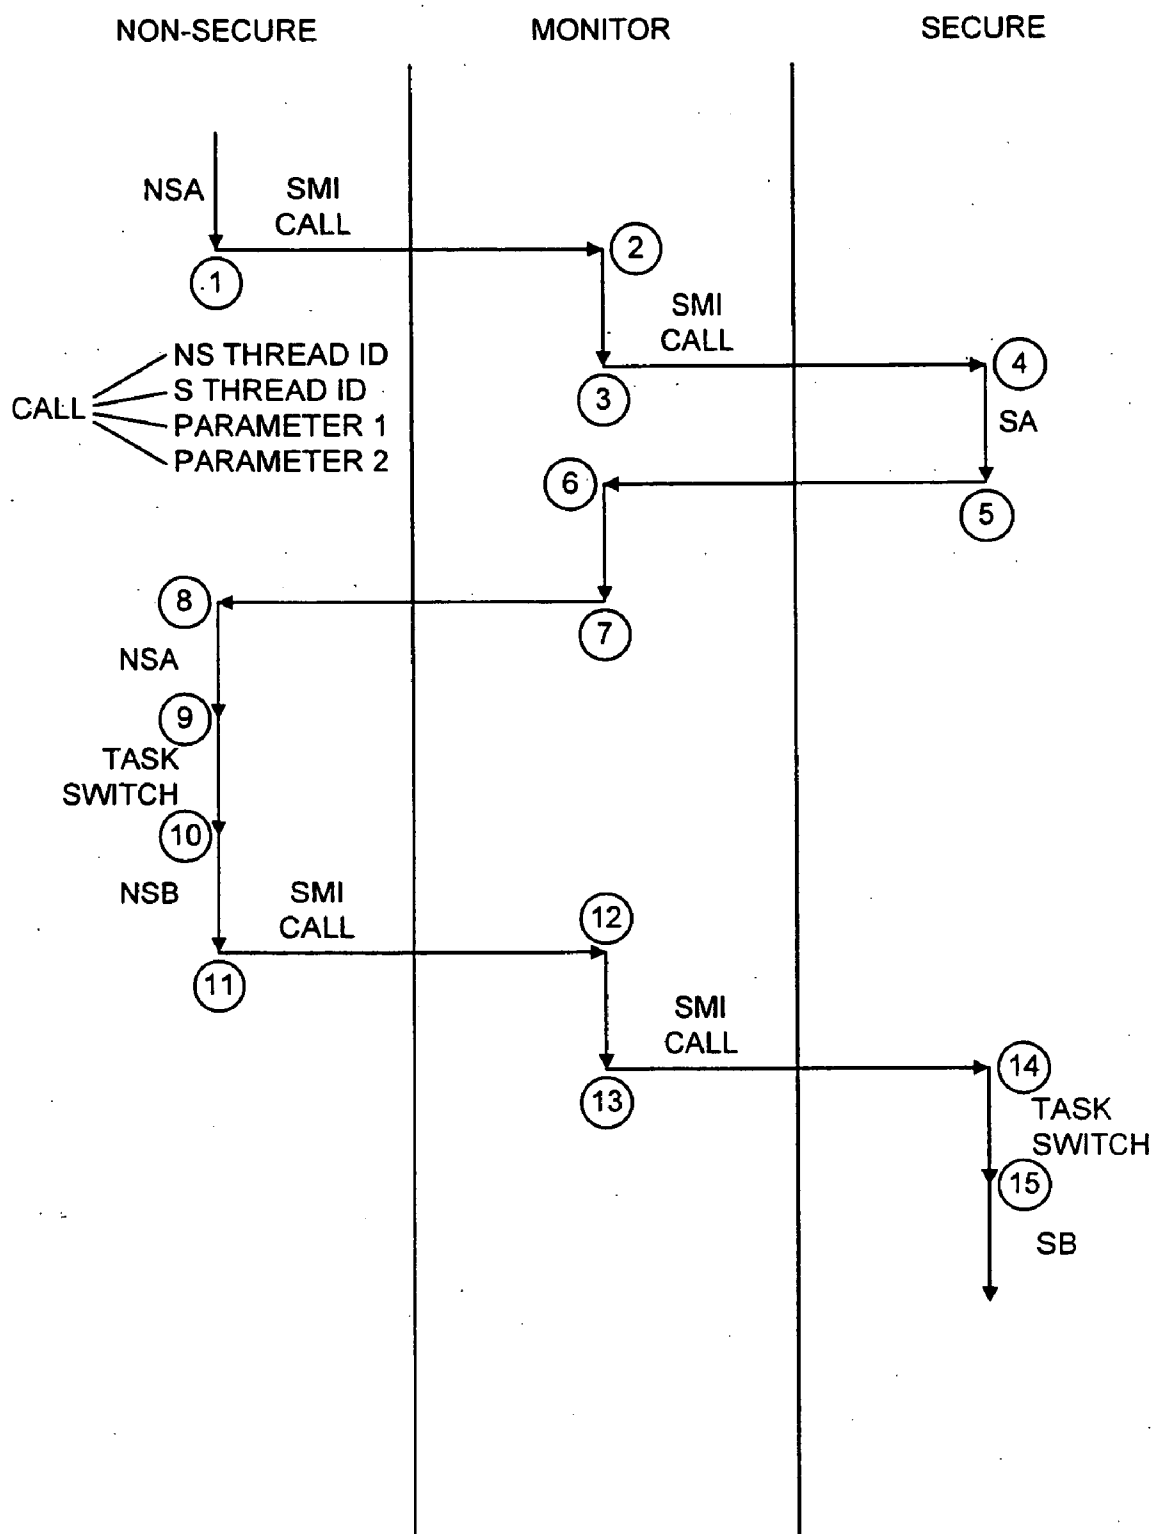 NON-SECURE MONITOR SECURE
NSA
SMI
CALL
1
2
SMI
CALL
3
4
SA
CALL
NS THREAD ID
S THREAD ID
PARAMETER 1
PARAMETER 2
6
5
8
7
NSA
9
TASK
SWITCH
10
NSB
SMI
CALL
12
11
SMI
CALL
13
14
TASK
SWITCH
15
SB